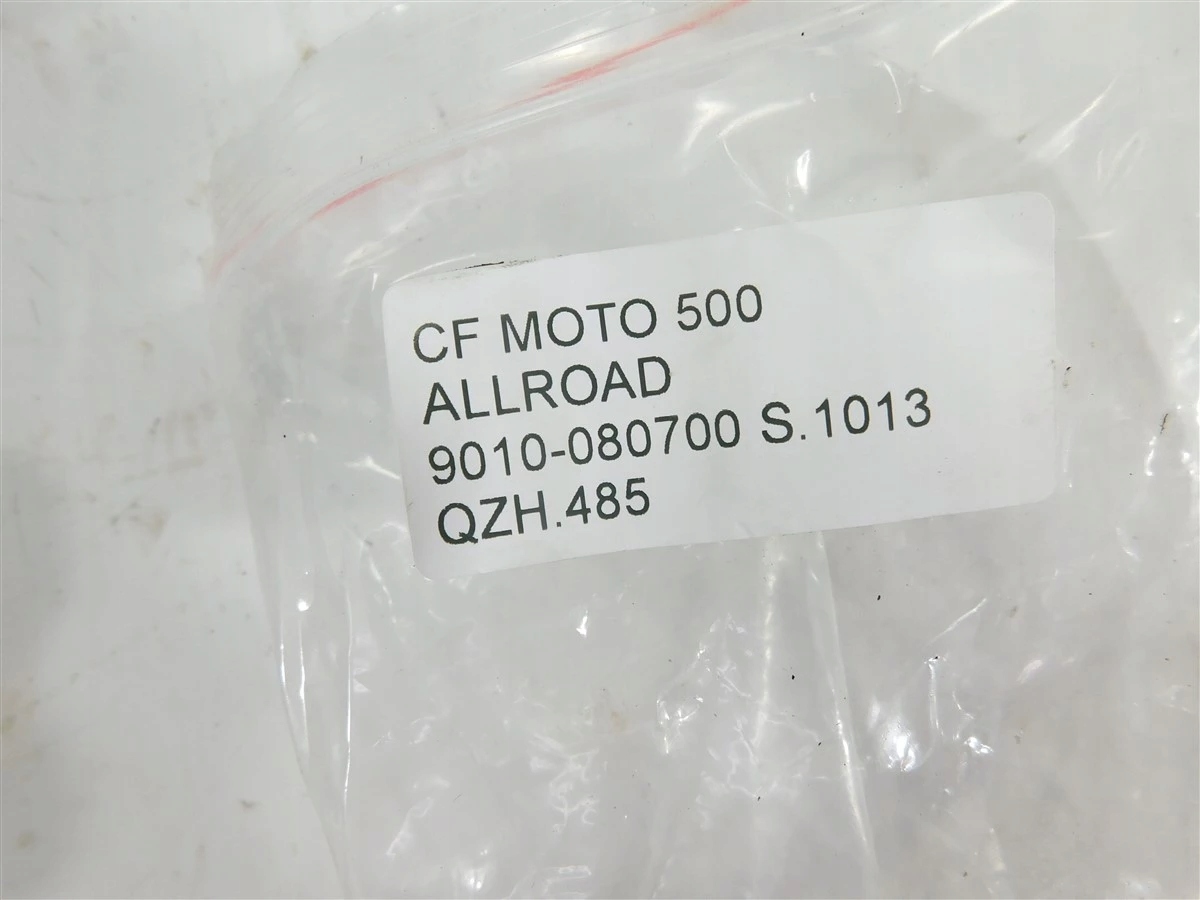 CF MOTO 500
ALLROAD
9010-080700 S.1013
QZH.485